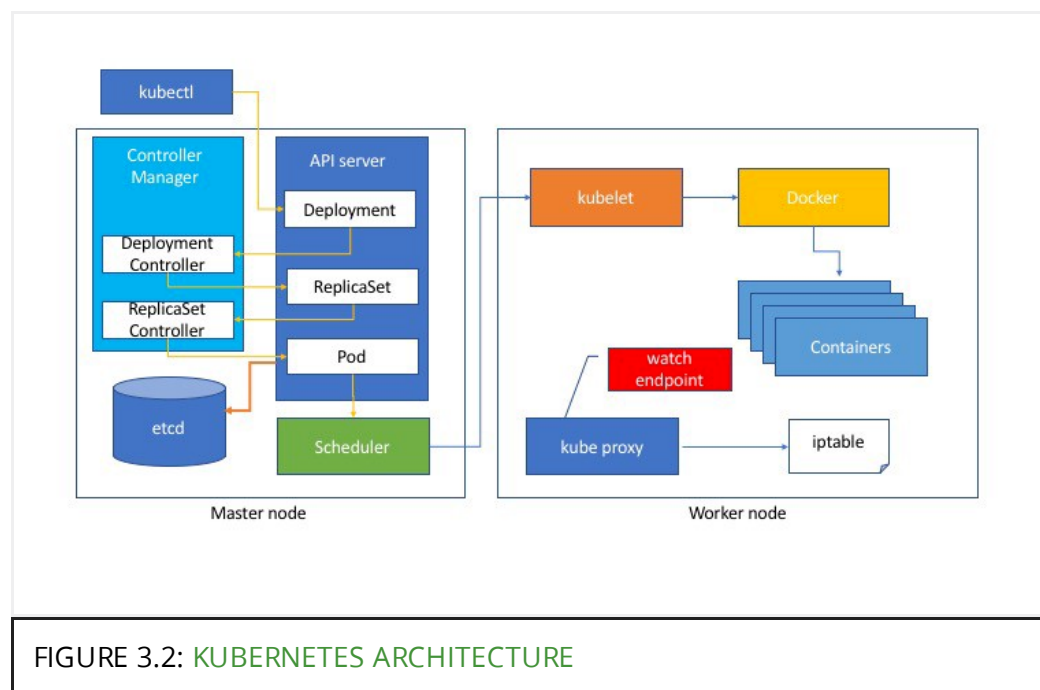 kubectl
Controller
Manager
API server
Deployment
Deployment
Controller
ReplicaSet
ReplicaSet
Controller
Pod
etcd
Scheduler
Master node
kubelet
Docker
Containers
watch
endpoint
kube proxy
iptable
Worker node
FIGURE 3.2: KUBERNETES ARCHITECTURE